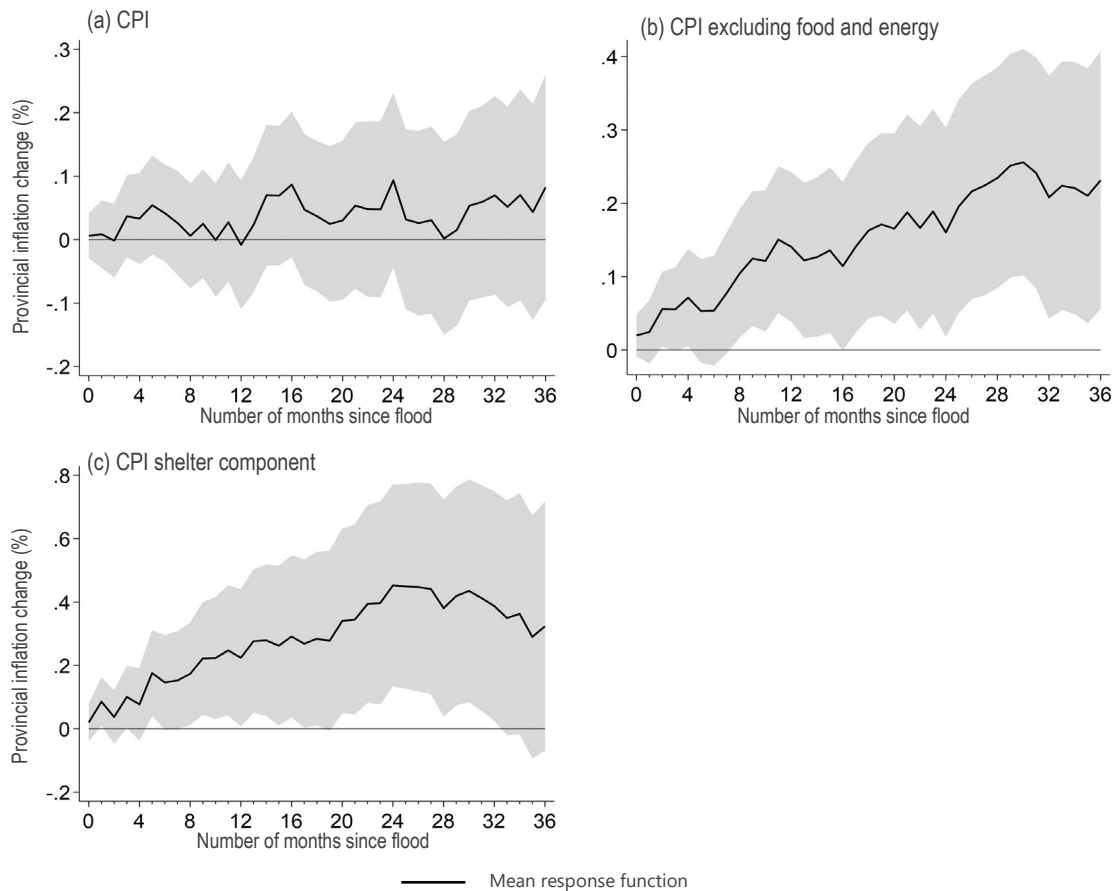 (a) CPI
Provincial inflation change (%)
.3
.2
.1
0
-.1
-.2
0 4 8 12 16 20 24 28 32 36
Number of months since flood
(b) CPI excluding food and energy
.4
.3
.2
.1
0
0 4 8 12 16 20 24 28 32 36
Number of months since flood
(c) CPI shelter component
Provincial inflation change (%)
.8
.6
.4
.2
0
-.2
0 4 8 12 16 20 24 28 32 36
Number of months since flood
Mean response function